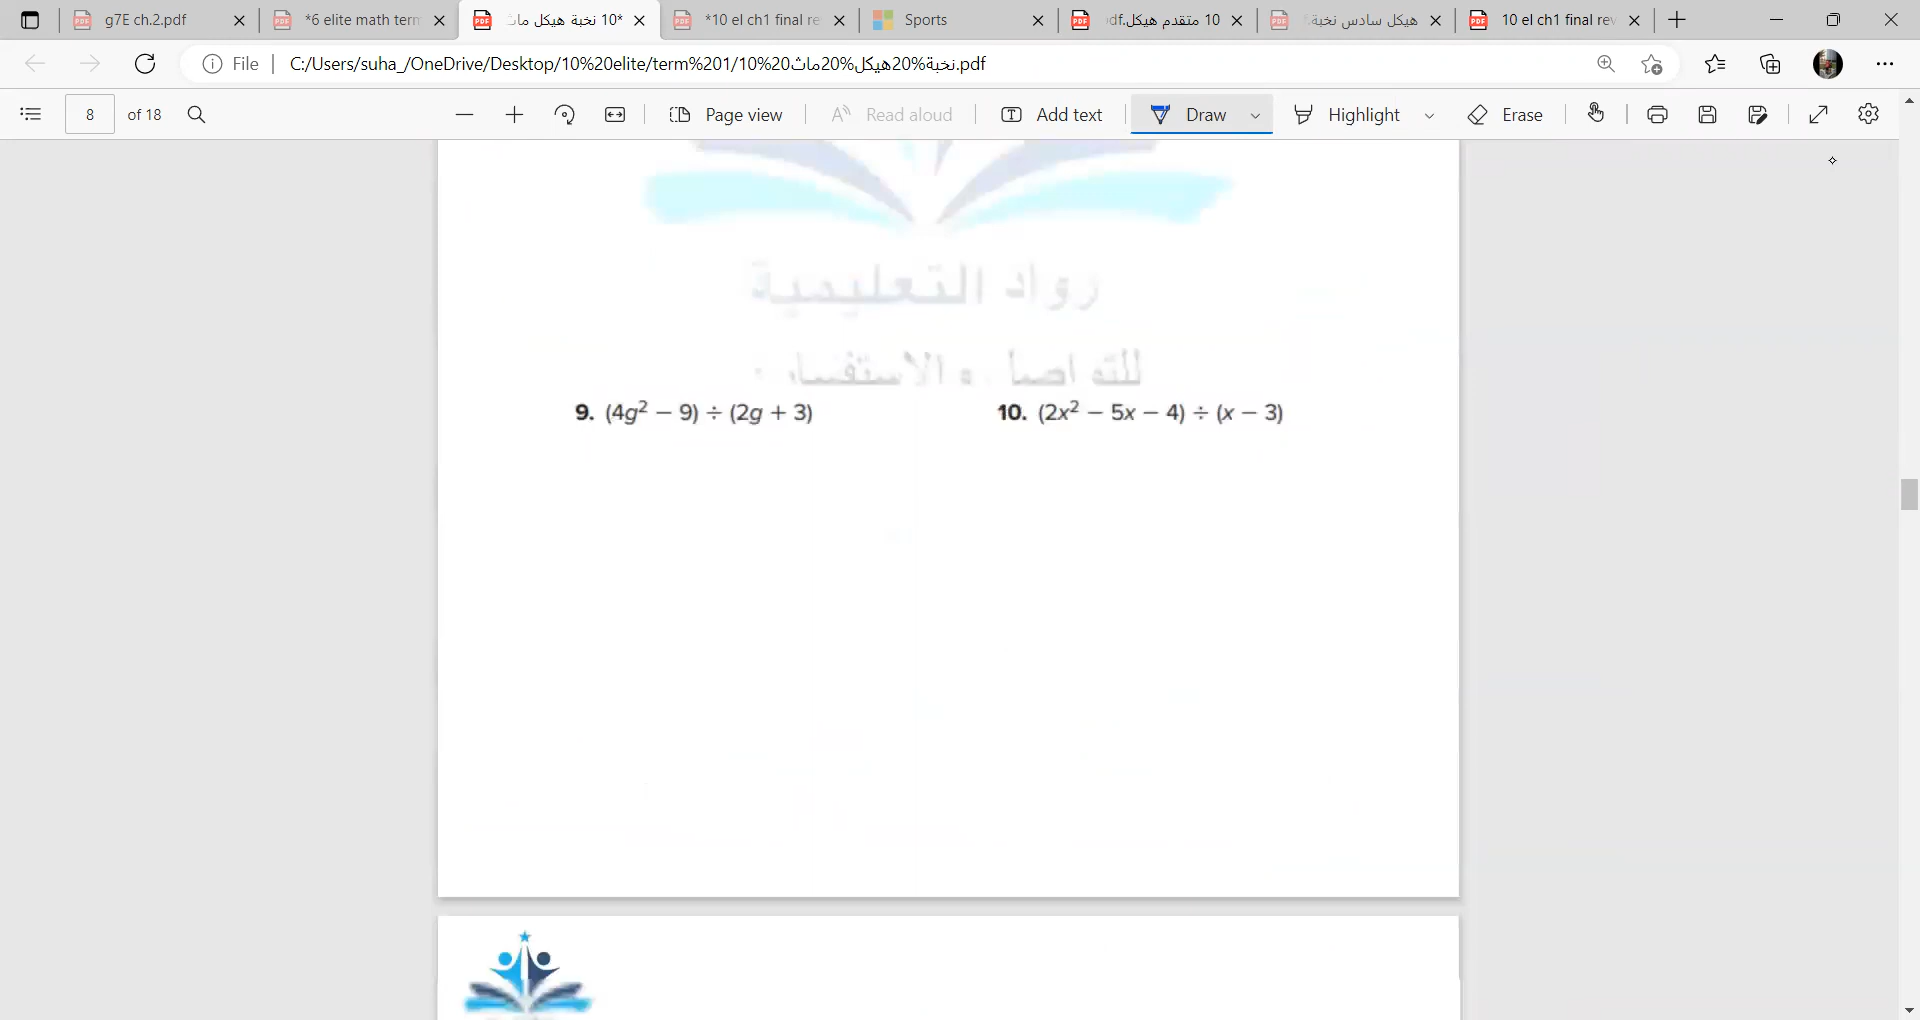 g7E ch.2.pdf
*6 elite math term
*10 نخبة هيكل ماث
*10 el ch1 final re
Sports
10 متقدم هيكل.pdf
هيكل سادس نخبة
10 el ch1 final rev
File
C:/Users/suha_/OneDrive/Desktop/10%20elite/term%201/10%20نخبة%20هيكل%20ماث.pdf
8 of 18
Page view
Read aloud
Add text
Draw
Highlight
Erase
رواد التعليمية
للتواصل و الاستفسار :
9. (4g² − 9) ÷ (2g + 3)
10. (2x² − 5x − 4) ÷ (x − 3)